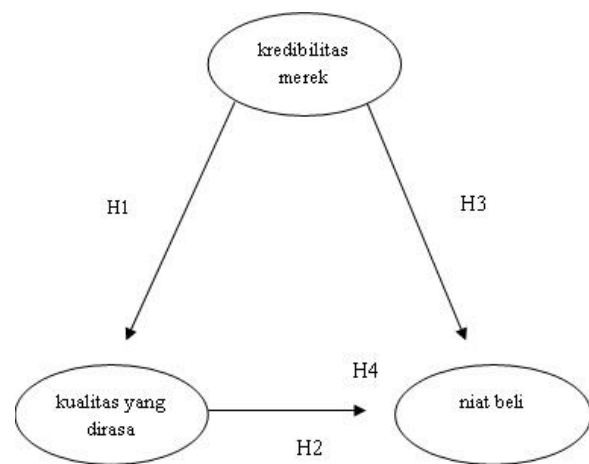 kredibilitas
merek
H1
H3
H4
kualitas yang
dirasa
niat beli
H2